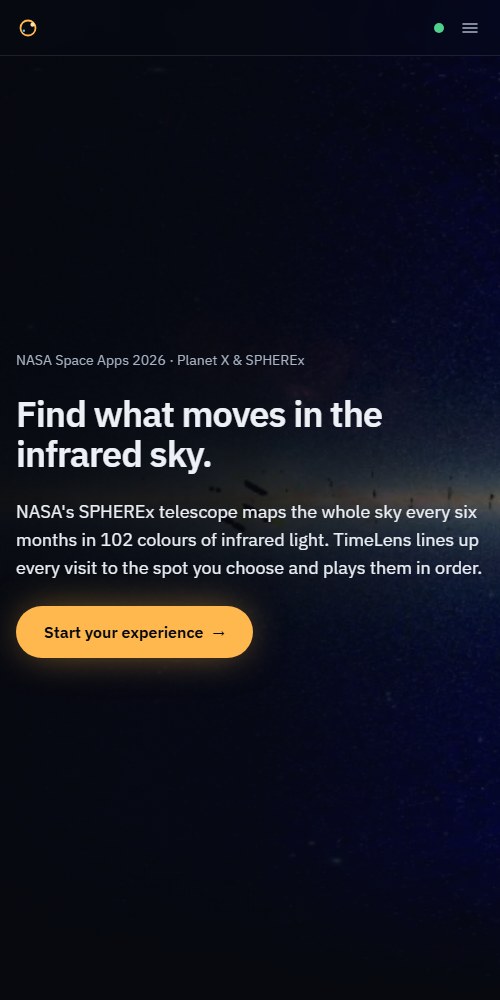 NASA Space Apps 2026 · Planet X & SPHEREx
Find what moves in the
infrared sky.
NASA's SPHEREx telescope maps the whole sky every six
months in 102 colours of infrared light. TimeLens lines up
every visit to the spot you choose and plays them in order.
Start your experience →